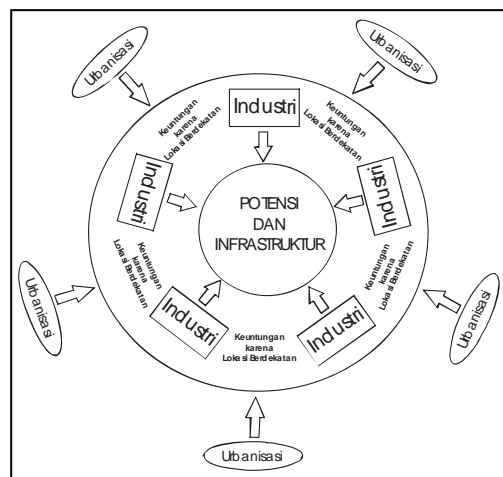 Urbanisasi
Urbanisasi
Industri
Keuntungan
karena
Lokasi Berdekatan
Keuntungan
karena
Lokasi Berdekatan
Industri
Industri
POTENSI
DAN
INFRASTRUKTUR
Keuntungan
karena
Lokasi Berdekatan
Keuntungan
karena
Lokasi Berdekatan
Urbanisasi
Urbanisasi
Industri
Industri
Keuntungan
karena
Lokasi Berdekatan
Urbanisasi